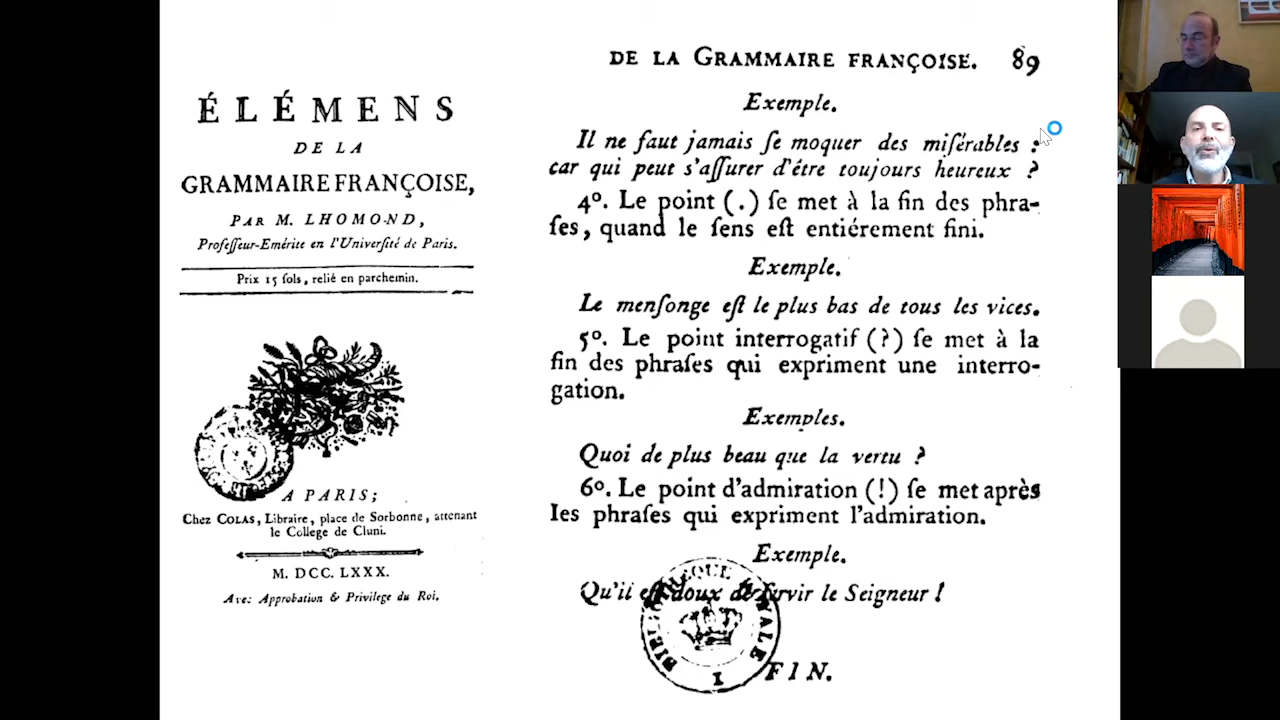 ÉLÉMENS
DE LA
GRAMMAIRE FRANÇOISE,
PAR M. LHOMOND,
Profeſſeur-Emérite en l'Univerſité de Paris.
Prix 15 ſols, relié en parchemin.
A PARIS;
Chez COLAS, Libraire, place de Sorbonne, attenant
le College de Cluni.
M. DCC. LXXX.
Avec Approbation & Privilege du Roi.
DE LA GRAMMAIRE FRANÇOISE. 89
Exemple.
Il ne faut jamais ſe moquer des miſérables :
car qui peut s'aſſurer d'être toujours heureux ?
4º. Le point (.) ſe met à la fin des phra-
ſes, quand le ſens eſt entiérement fini.
Exemple.
Le menſonge eſt le plus bas de tous les vices.
5º. Le point interrogatif (?) ſe met à la
fin des phraſes qui expriment une interro-
gation.
Exemples.
Quoi de plus beau que la vertu ?
6º. Le point d'admiration (!) ſe met après
les phraſes qui expriment l'admiration.
Exemple.
Qu'il eſt doux de ſervir le Seigneur !
FIN.